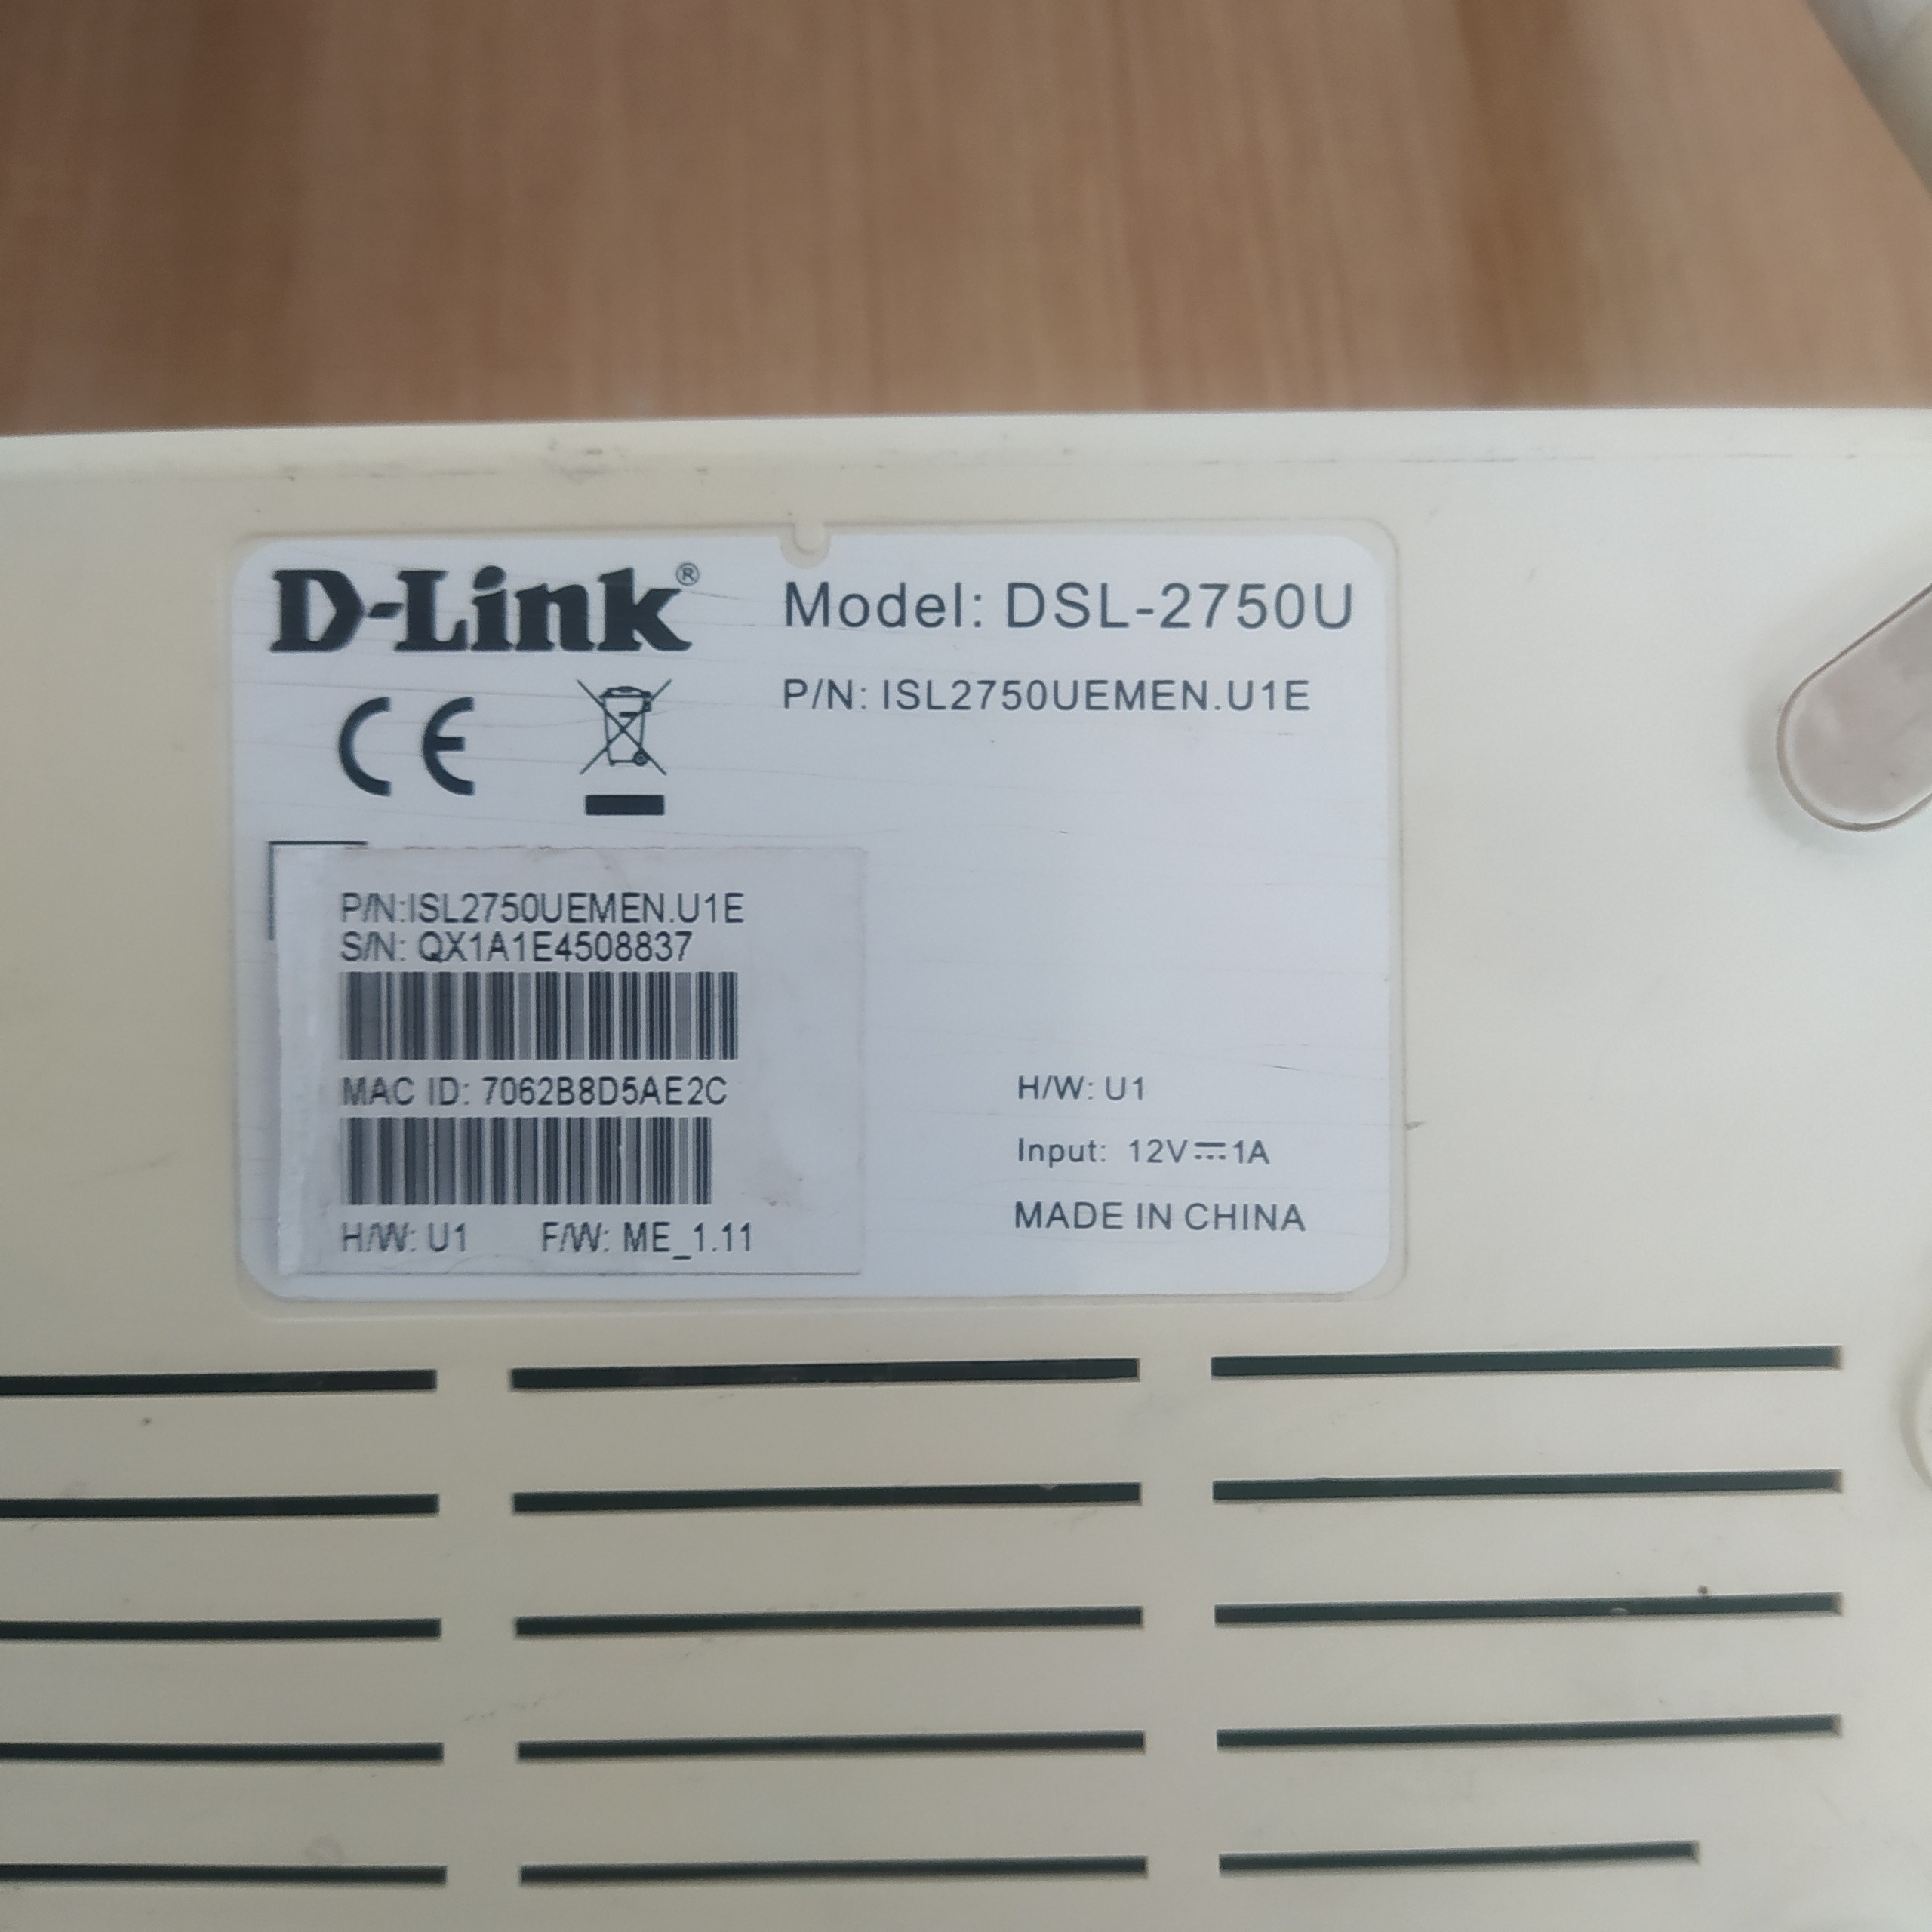 D-Link®
Model: DSL-2750U
P/N: ISL2750UEMEN.U1E
CE
P/N:ISL2750UEMEN.U1E
S/N: QX1A1E4508837
MAC ID: 7062B8D5AE2C
H/W: U1 F/W: ME_1.11
H/W: U1
Input: 12V⎓1A
MADE IN CHINA